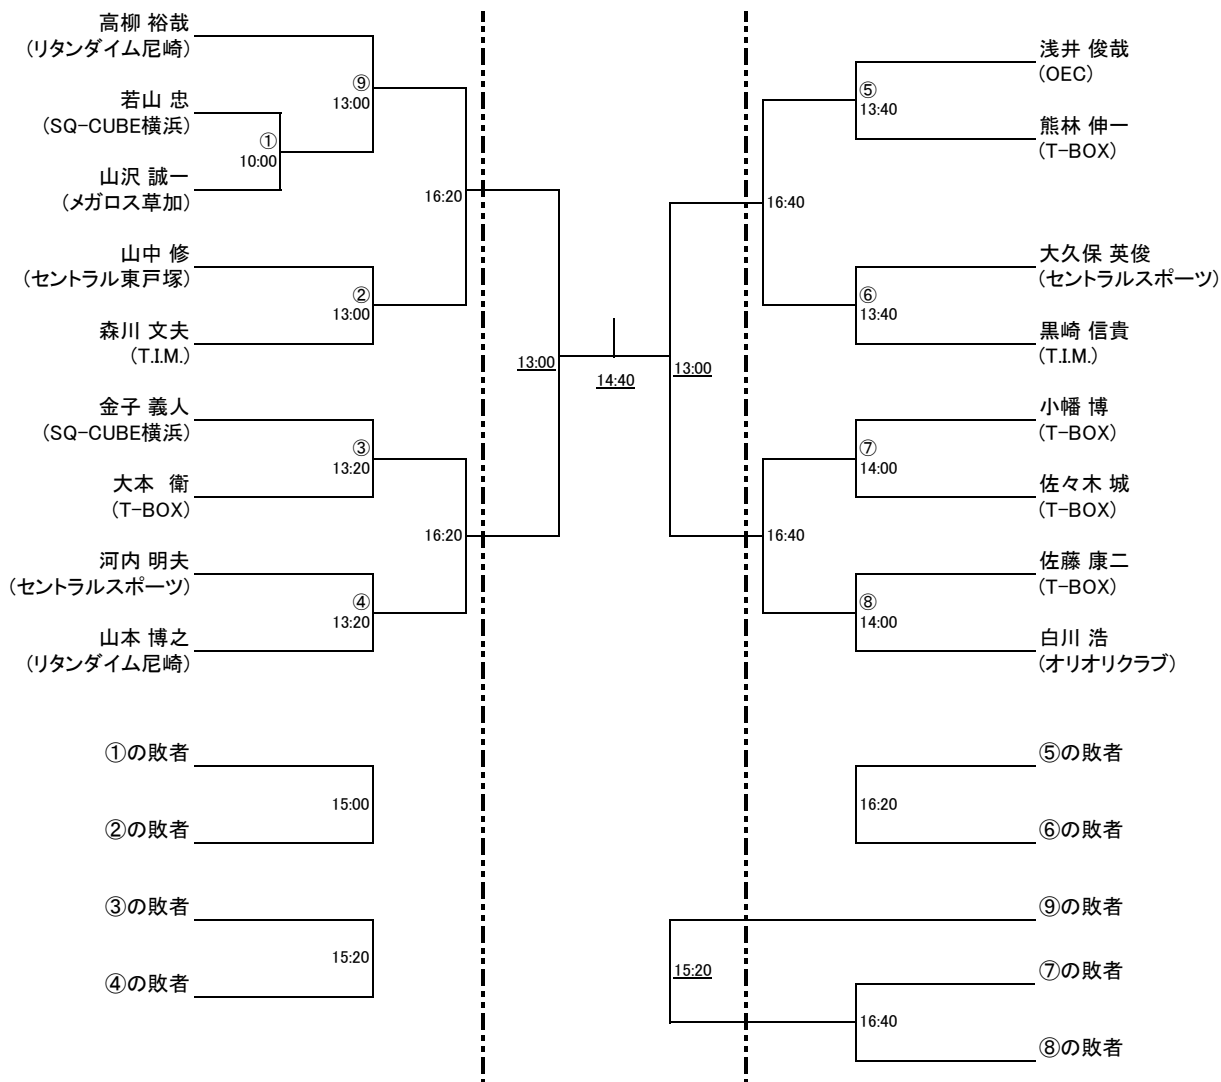 高柳 裕哉
(リタンダイム尼崎)
⑨
13:00
若山 忠
(SQ-CUBE横浜)
①
10:00
山沢 誠一
(メガロス草加)
16:20
山中 修
(セントラル東戸塚)
②
13:00
森川 文夫
(T.I.M.)
13:00
金子 義人
(SQ-CUBE横浜)
③
13:20
大本 衛
(T-BOX)
16:20
河内 明夫
(セントラルスポーツ)
④
13:20
山本 博之
(リタンダイム尼崎)
14:40
浅井 俊哉
(OEC)
⑤
13:40
熊林 伸一
(T-BOX)
16:40
大久保 英俊
(セントラルスポーツ)
⑥
13:40
黒崎 信貴
(T.I.M.)
13:00
小幡 博
(T-BOX)
⑦
14:00
佐々木 城
(T-BOX)
16:40
佐藤 康二
(T-BOX)
⑧
14:00
白川 浩
(オリオリクラブ)
①の敗者
15:00
②の敗者
③の敗者
15:20
④の敗者
⑤の敗者
16:20
⑥の敗者
⑨の敗者
15:20
⑦の敗者
16:40
⑧の敗者